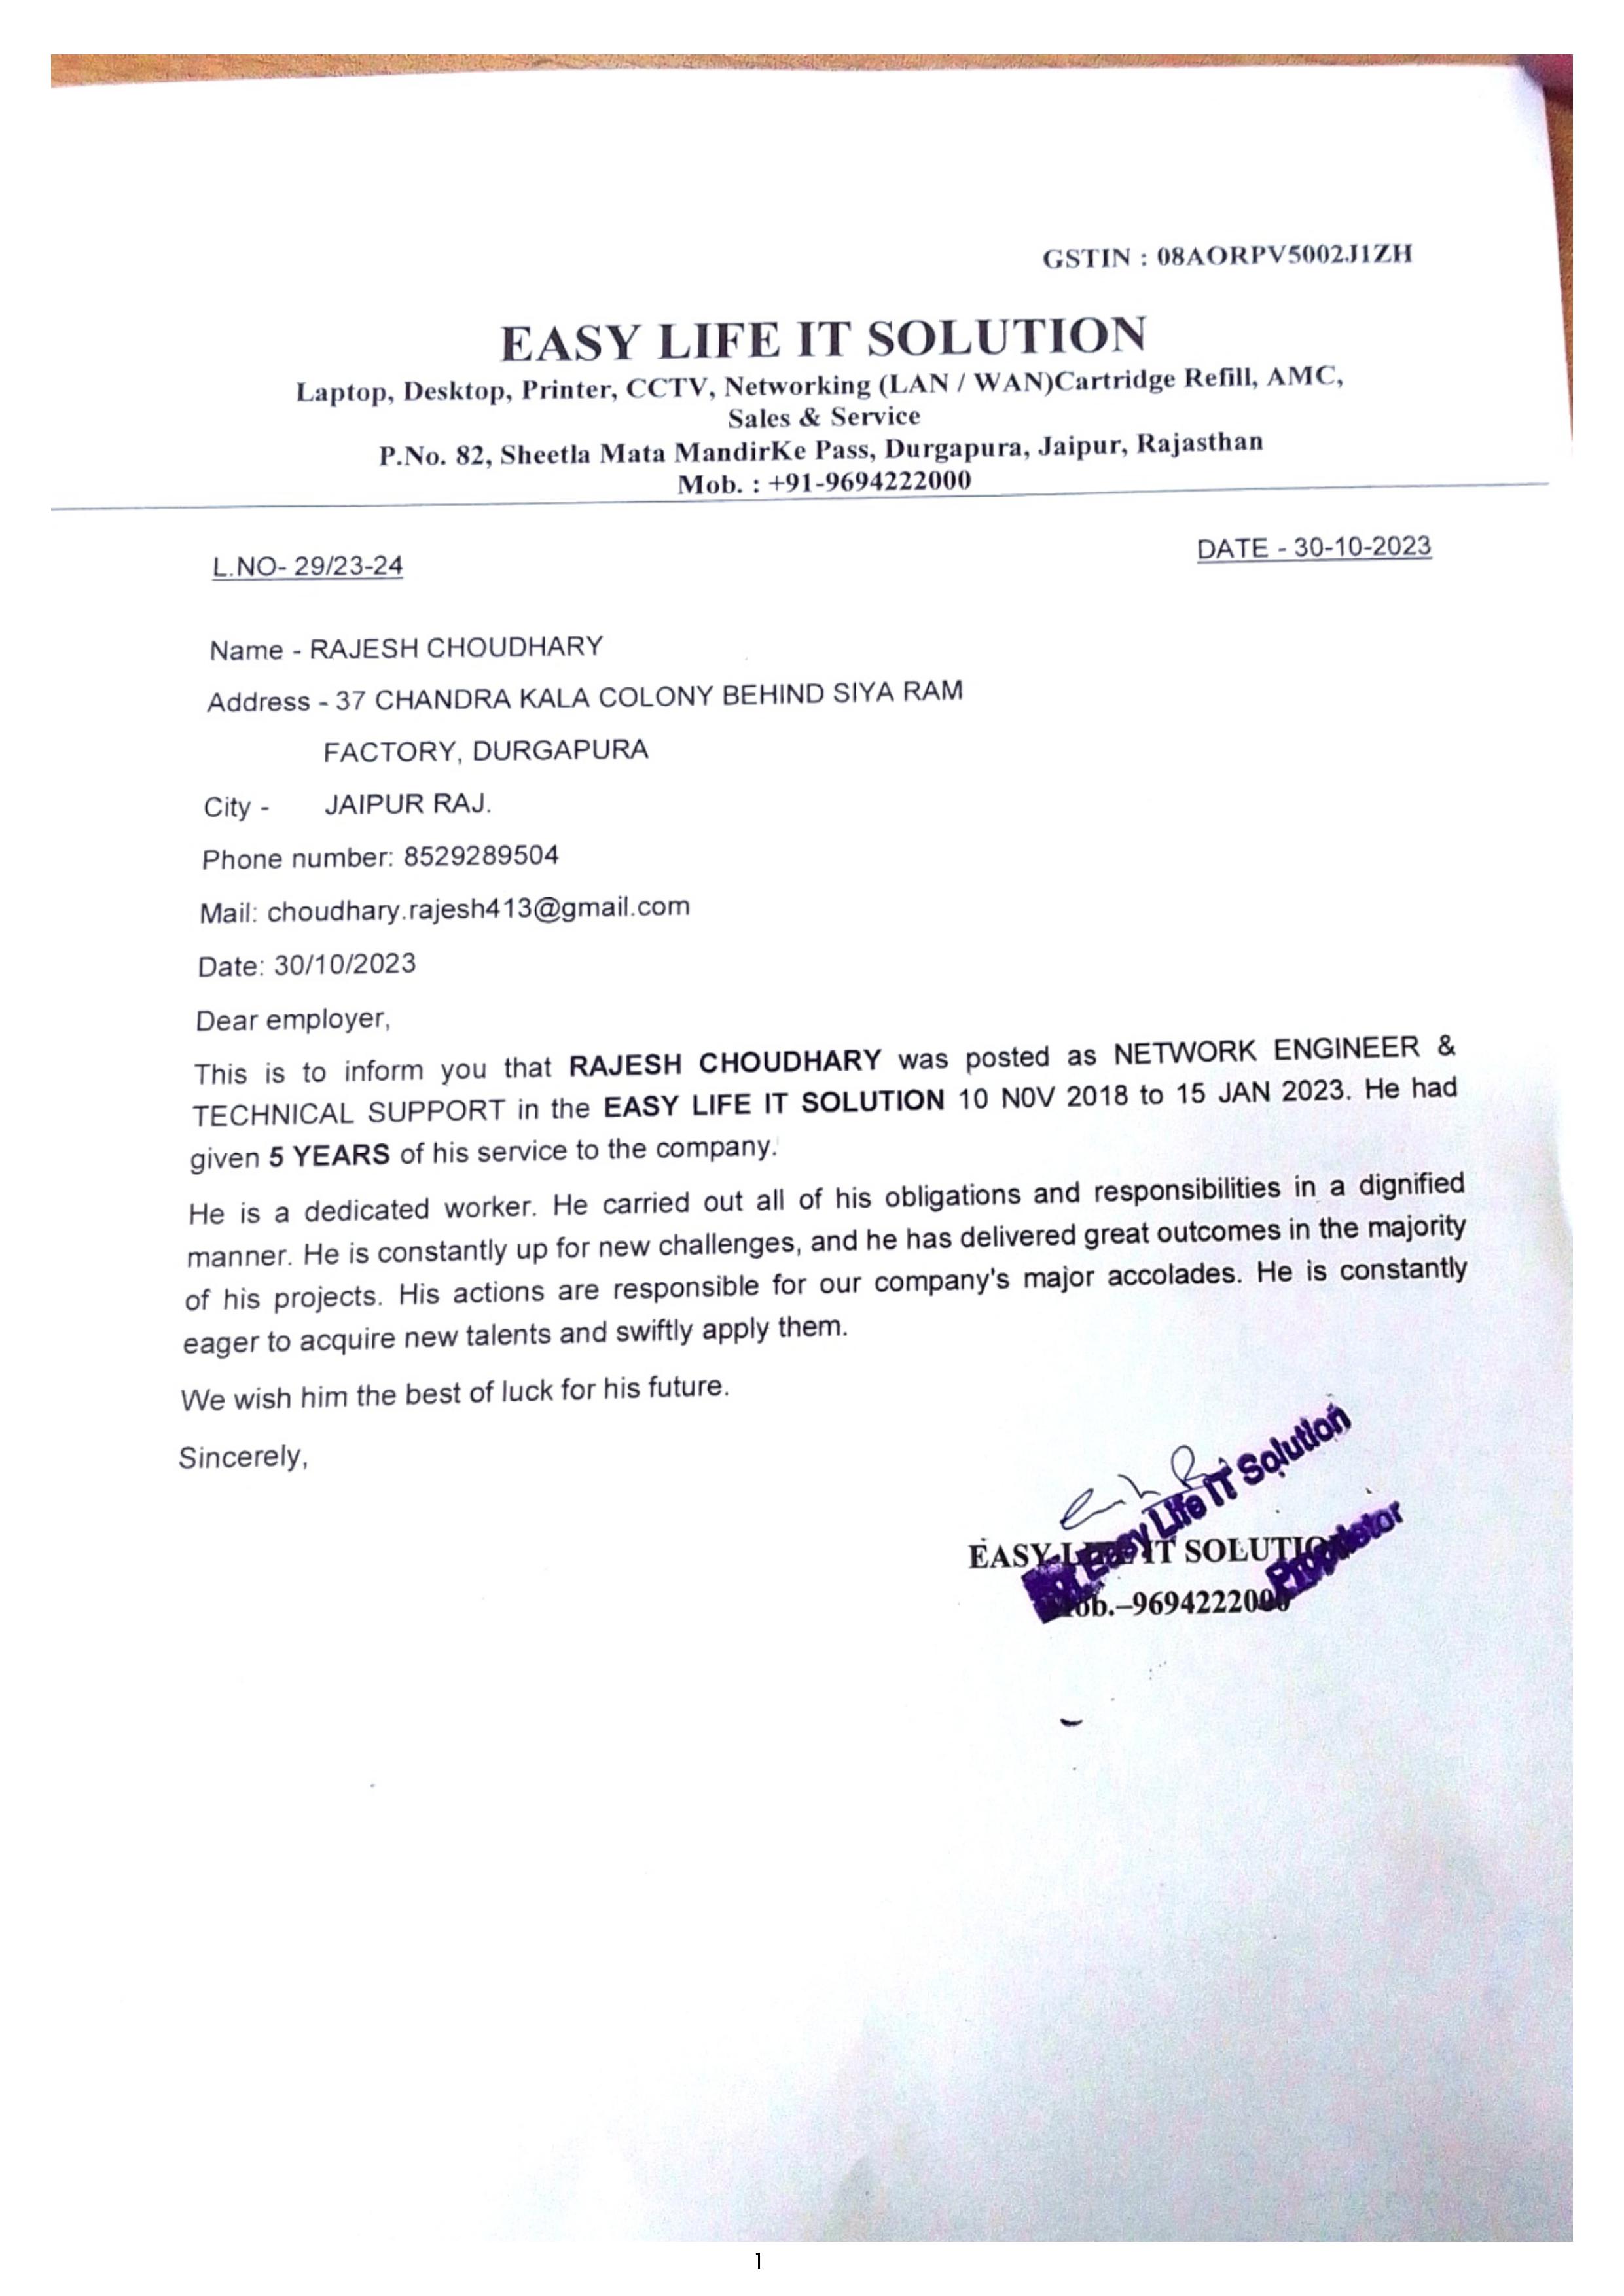 GSTIN : 08AORPV5002J1ZH
EASY LIFE IT SOLUTION
Laptop, Desktop, Printer, CCTV, Networking (LAN / WAN)Cartridge Refill, AMC,
Sales & Service
P.No. 82, Sheetla Mata MandirKe Pass, Durgapura, Jaipur, Rajasthan
Mob. : +91-9694222000
L.NO- 29/23-24 DATE - 30-10-2023
Name - RAJESH CHOUDHARY
Address - 37 CHANDRA KALA COLONY BEHIND SIYA RAM
FACTORY, DURGAPURA
City - JAIPUR RAJ.
Phone number: 8529289504
Mail: choudhary.rajesh413@gmail.com
Date: 30/10/2023
Dear employer,
This is to inform you that RAJESH CHOUDHARY was posted as NETWORK ENGINEER &
TECHNICAL SUPPORT in the EASY LIFE IT SOLUTION 10 NOV 2018 to 15 JAN 2023. He had
given 5 YEARS of his service to the company.
He is a dedicated worker. He carried out all of his obligations and responsibilities in a dignified
manner. He is constantly up for new challenges, and he has delivered great outcomes in the majority
of his projects. His actions are responsible for our company's major accolades. He is constantly
eager to acquire new talents and swiftly apply them.
We wish him the best of luck for his future.
Sincerely,
Easy Life IT Solution
EASY LIFE IT SOLUTION
Proprietor
Mob.–9694222000
1